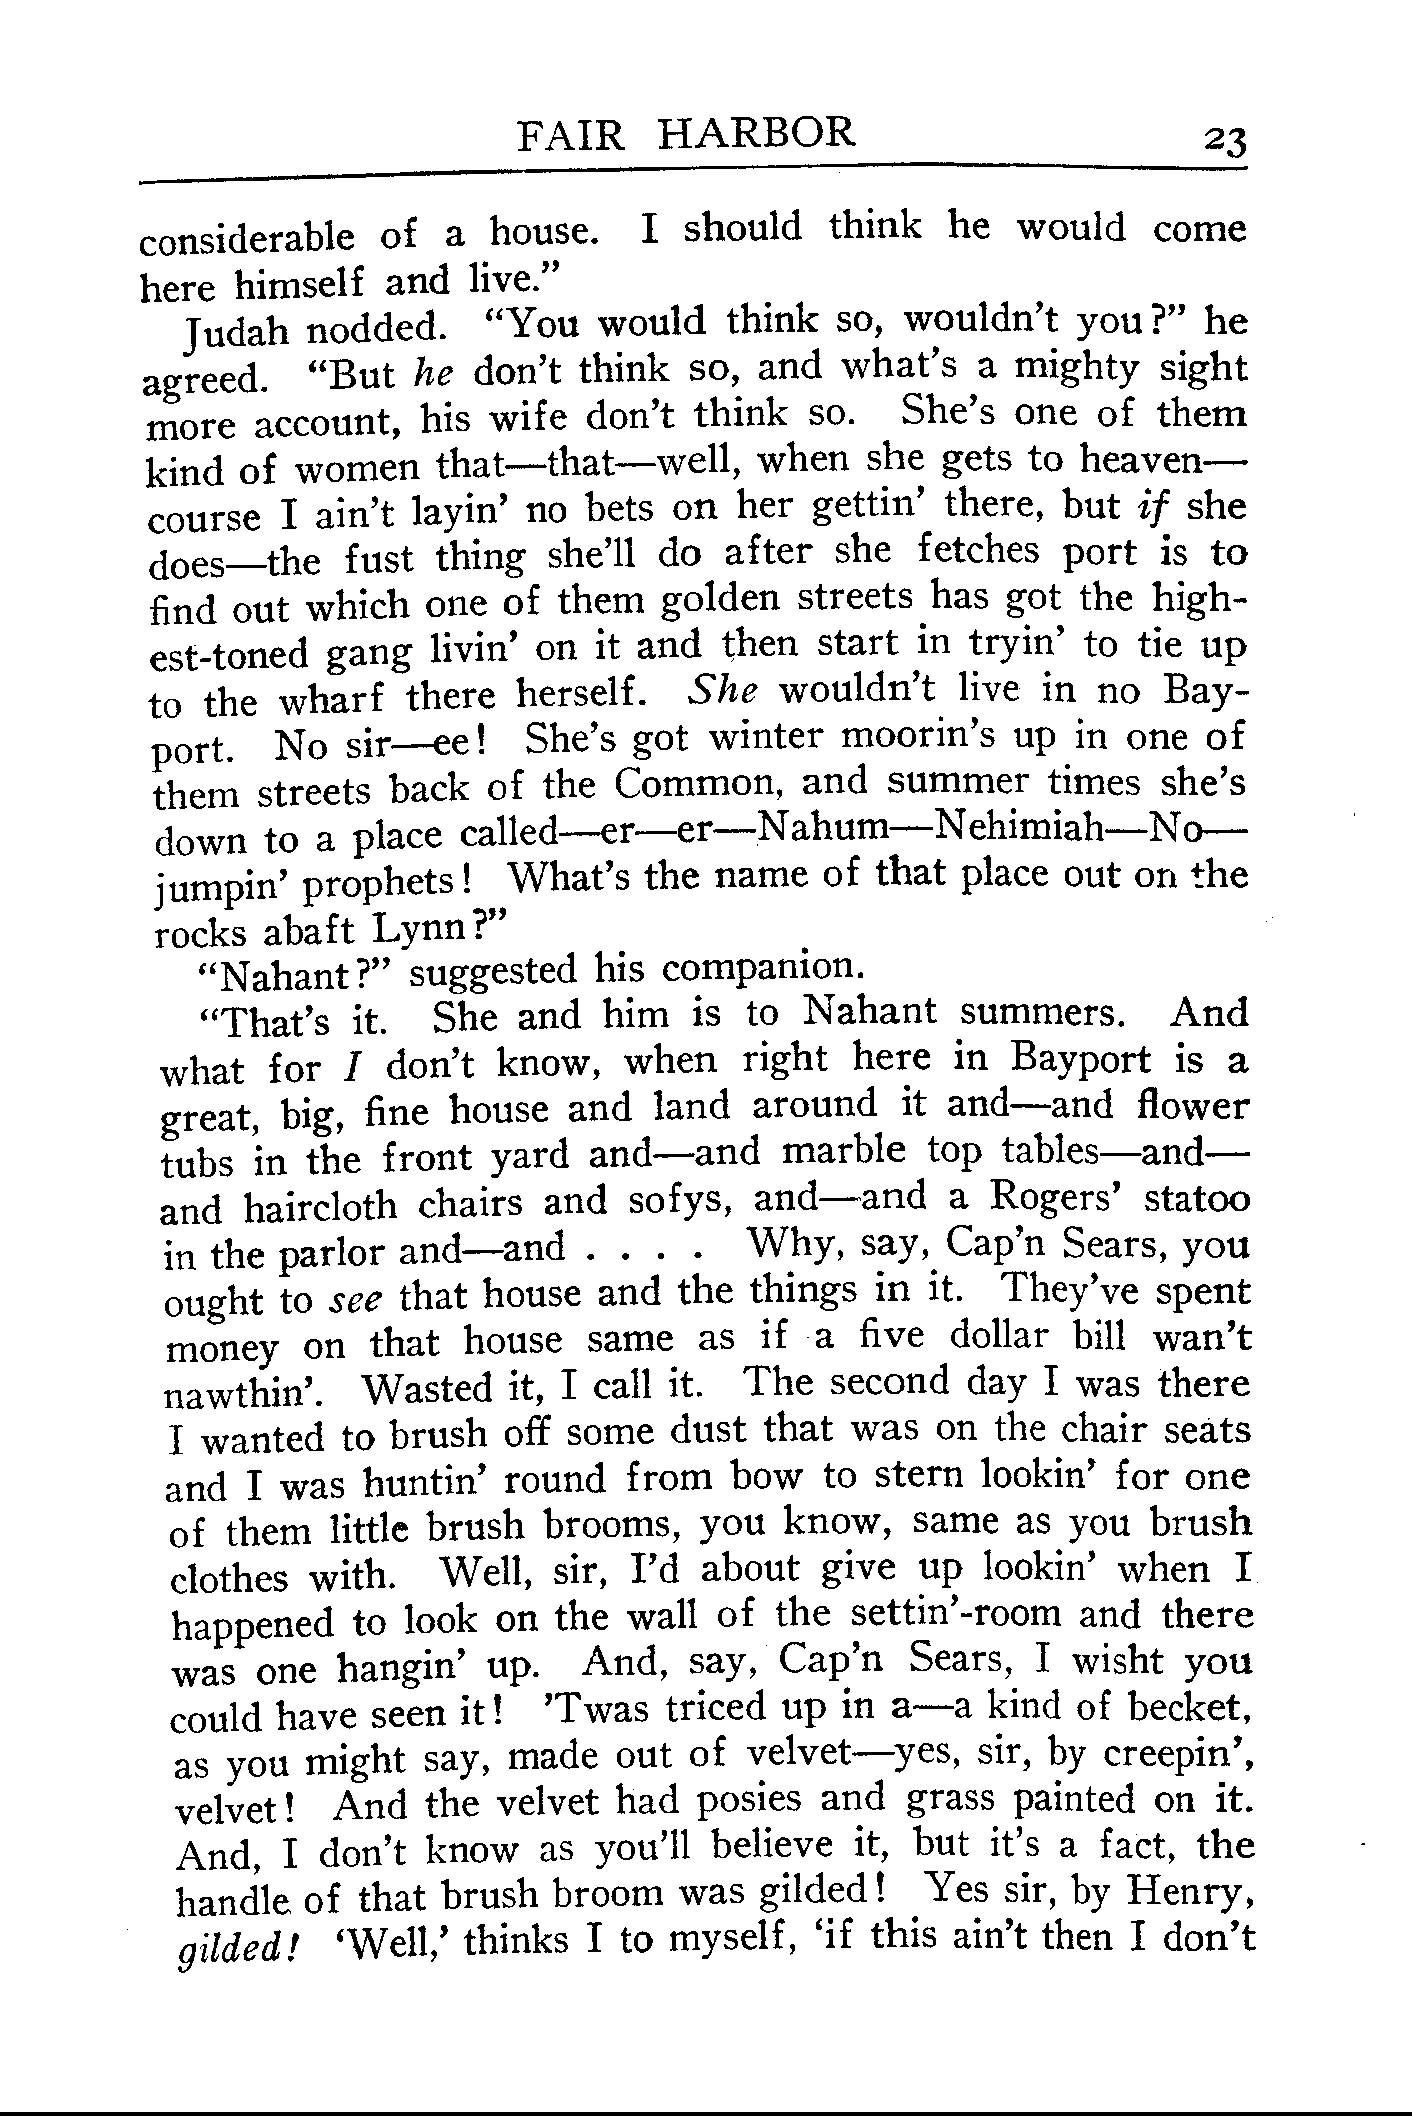 FAIR HARBOR 23
considerable of a house. I should think he would come
here himself and live.”
Judah nodded. “You would think so, wouldn’t you?” he
agreed. “But he don’t think so, and what’s a mighty sight
more account, his wife don’t think so. She’s one of them
kind of women that—that—well, when she gets to heaven—
course I ain’t layin’ no bets on her gettin’ there, but if she
does—the fust thing she’ll do after she fetches port is to
find out which one of them golden streets has got the high-
est-toned gang livin’ on it and then start in tryin’ to tie up
to the wharf there herself. She wouldn’t live in no Bay-
port. No sir—ee! She’s got winter moorin’s up in one of
them streets back of the Common, and summer times she’s
down to a place called—er—er—Nahum—Nehimiah—No—
jumpin’ prophets! What’s the name of that place out on the
rocks abaft Lynn?”
“Nahant?” suggested his companion.
“That’s it. She and him is to Nahant summers. And
what for I don’t know, when right here in Bayport is a
great, big, fine house and land around it and—and flower
tubs in the front yard and—and marble top tables—and—
and haircloth chairs and sofys, and—and a Rogers’ statoo
in the parlor and—and . . . . Why, say, Cap’n Sears, you
ought to see that house and the things in it. They’ve spent
money on that house same as if a five dollar bill wan’t
nawthin’. Wasted it, I call it. The second day I was there
I wanted to brush off some dust that was on the chair seats
and I was huntin’ round from bow to stern lookin’ for one
of them little brush brooms, you know, same as you brush
clothes with. Well, sir, I’d about give up lookin’ when I
happened to look on the wall of the settin’-room and there
was one hangin’ up. And, say, Cap’n Sears, I wisht you
could have seen it! ’Twas triced up in a—a kind of becket,
as you might say, made out of velvet—yes, sir, by creepin’,
velvet! And the velvet had posies and grass painted on it.
And, I don’t know as you’ll believe it, but it’s a fact, the
handle of that brush broom was gilded! Yes sir, by Henry,
gilded! ‘Well,’ thinks I to myself, ‘if this ain’t then I don’t